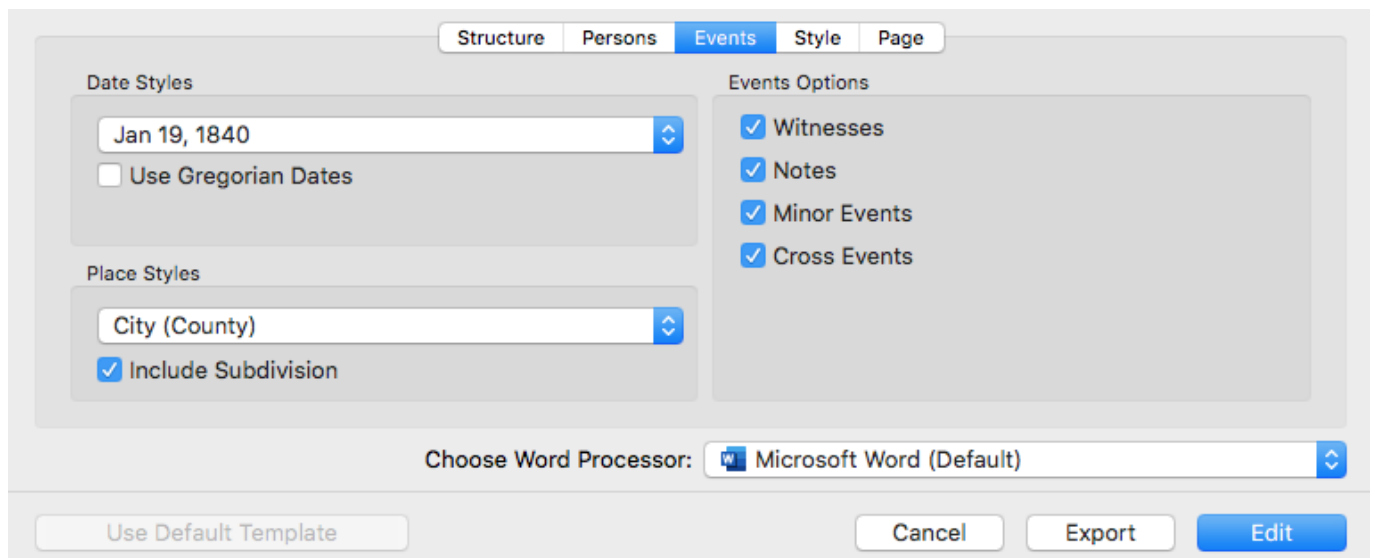 Structure Persons Events Style Page
Date Styles
Jan 19, 1840
Use Gregorian Dates
Place Styles
City (County)
Include Subdivision
Events Options
Witnesses
Notes
Minor Events
Cross Events
Choose Word Processor: Microsoft Word (Default)
Use Default Template Cancel Export Edit